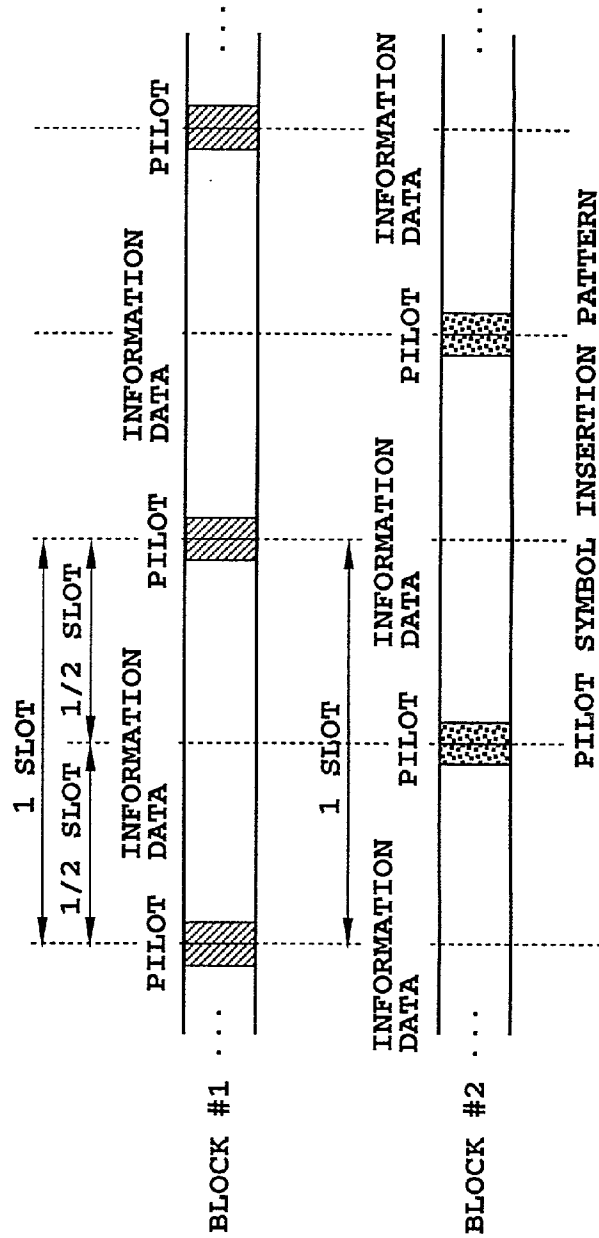 1 SLOT
1/2 SLOT 1/2 SLOT
INFORMATION
DATA
INFORMATION
DATA
PILOT
PILOT
PILOT
BLOCK #1
...
...
1 SLOT
INFORMATION
DATA
INFORMATION
DATA
INFORMATION
DATA
PILOT
PILOT
BLOCK #2
...
...
PILOT SYMBOL INSERTION PATTERN